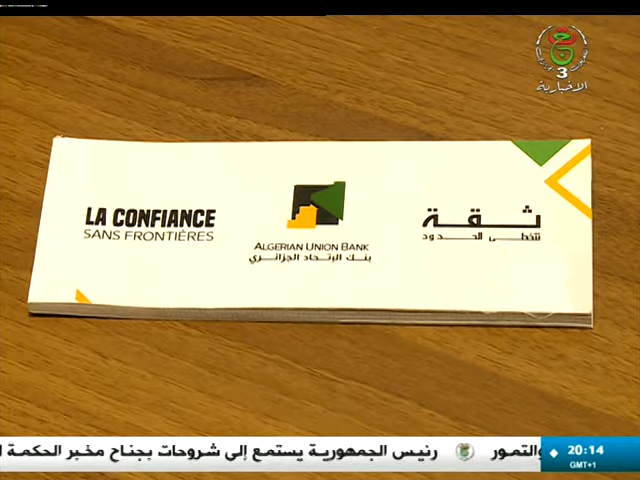 3
الإخبارية
LA CONFIANCE
SANS FRONTIÈRES
ALGERIAN UNION BANK
بنك الإتحاد الجزائري
ثقة
تتخطى الحدود
والتمور
رئيس الجمهورية يستمع إلى شروحات بجناح مخبر الحكمة
20:14
GMT+1